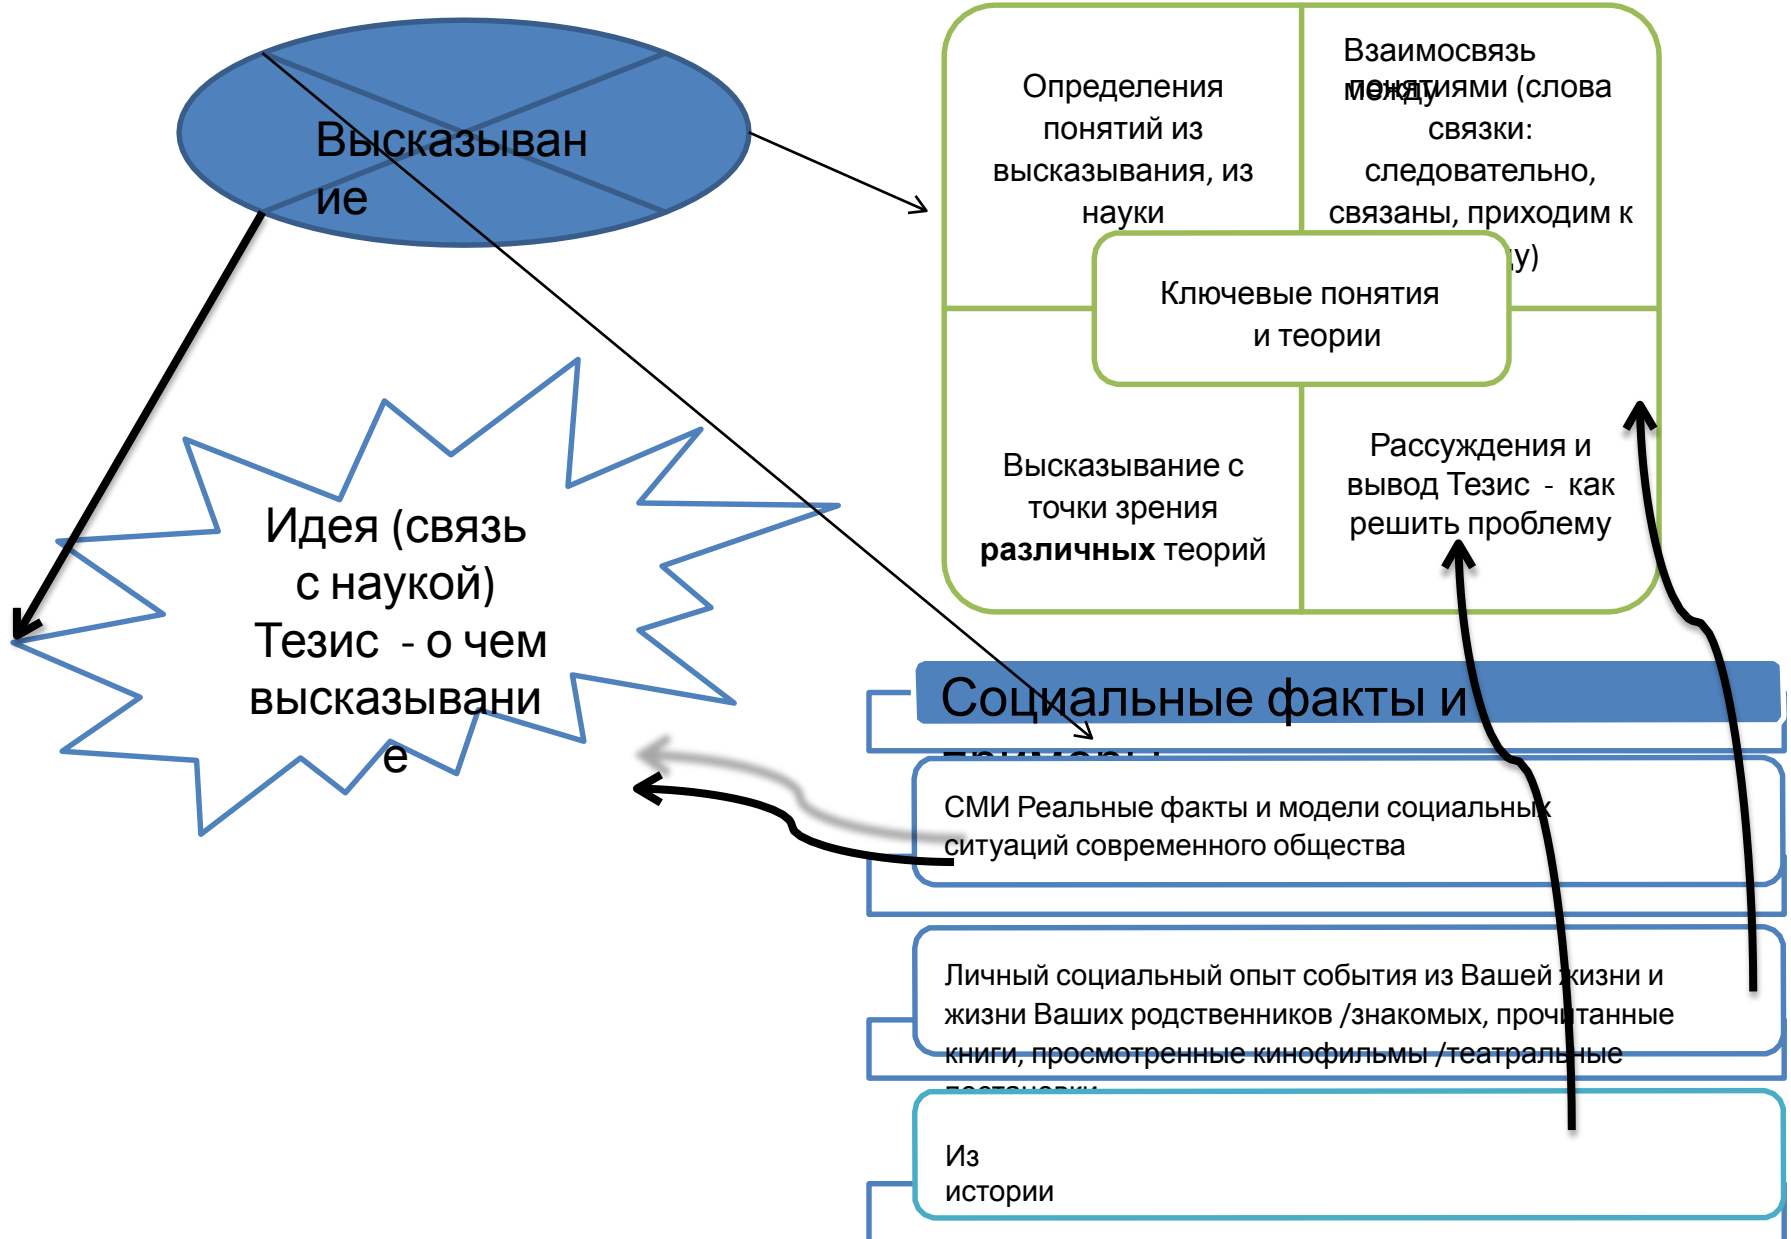 Высказыван
ие
Определения
понятий из
высказывания, из
науки
Взаимосвязь
между
понятиями (слова
связки:
следовательно,
связаны, приходим к
у)
Ключевые понятия
и теории
Высказывание с
точки зрения
различных теорий
Рассуждения и
вывод Тезис - как
решить проблему
Идея (связь
с наукой)
Тезис - о чем
высказывани
е
Социальные факты и
примеры
СМИ Реальные факты и модели социальных
ситуаций современного общества
Личный социальный опыт события из Вашей жизни и
жизни Ваших родственников /знакомых, прочитанные
книги, просмотренные кинофильмы /театральные
постановки
Из
истории